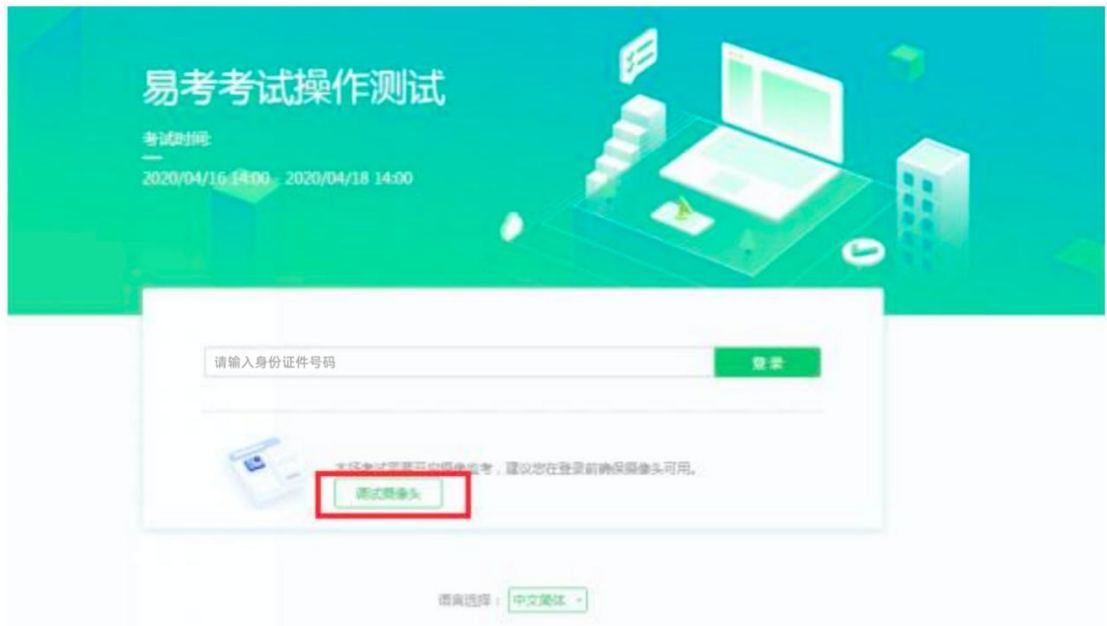 易考考试操作测试
考试时间:
2020/04/16 14:00 - 2020/04/18 14:00
请输入身份证件号码
登录
本场考试需要开启摄像监考，建议您在登录前确保摄像头可用。
调试摄像头
语言选择： 中文简体